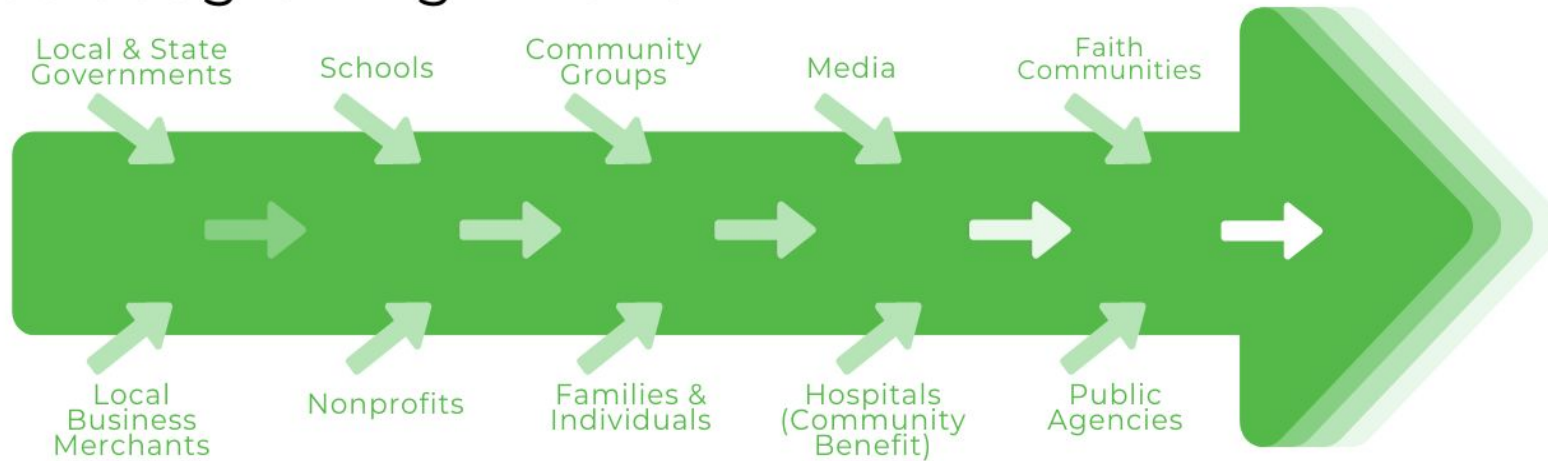 Local & State
Governments
Schools
Community
Groups
Media
Faith
Communities
Local
Business
Merchants
Nonprofits
Families &
Individuals
Hospitals
(Community
Benefit)
Public
Agencies